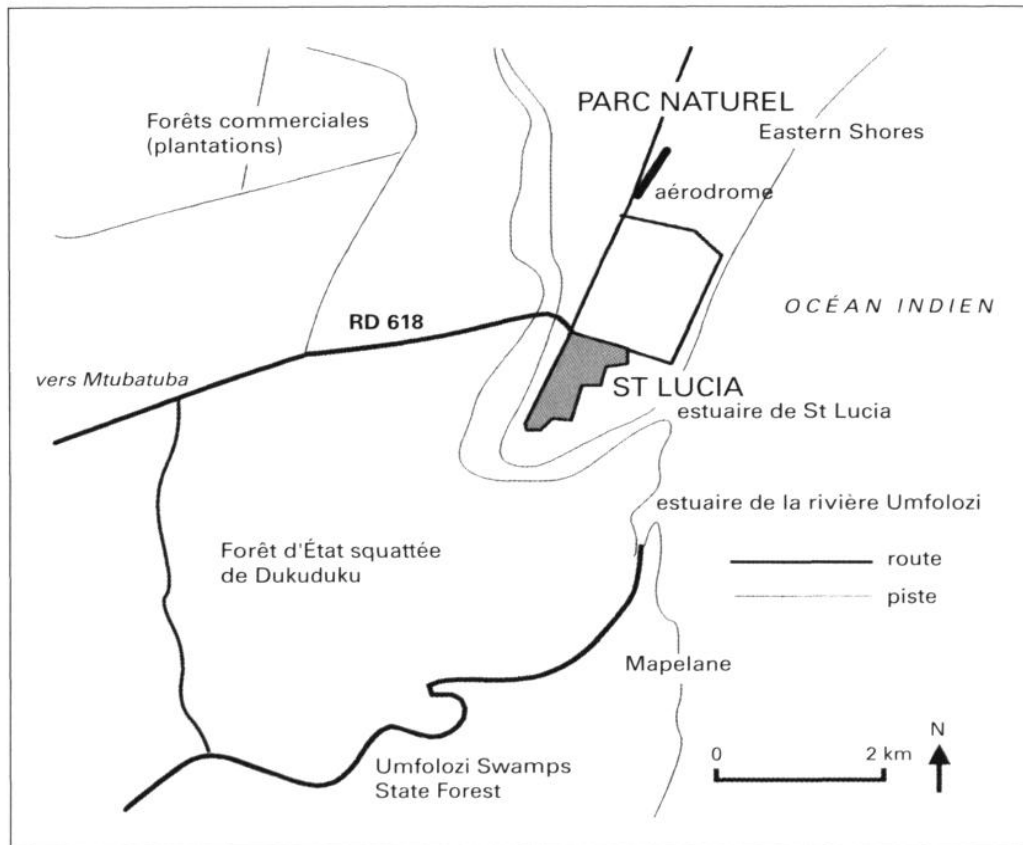 PARC NATUREL
Forêts commerciales
(plantations)
Eastern Shores
aérodrome
OCÉAN INDIEN
RD 618
vers Mtubatuba
ST LUCIA
estuaire de St Lucia
estuaire de la rivière Umfolozi
Forêt d'État squattée
de Dukuduku
route
piste
Mapelane
N
0 2 km
Umfolozi Swamps
State Forest